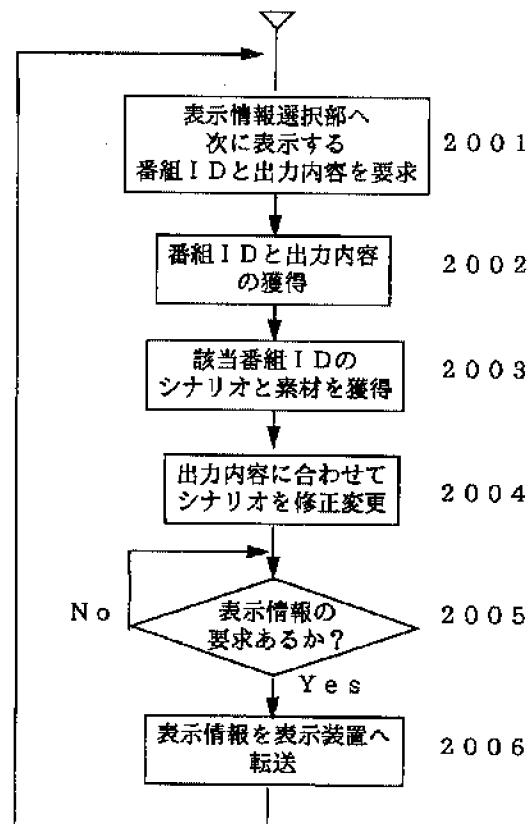 表示情報選択部へ
次に表示する
番組IDと出力内容を要求
2001
番組IDと出力内容
の獲得
2002
該当番組IDの
シナリオと素材を獲得
2003
出力内容に合わせて
シナリオを修正変更
2004
No
表示情報の
要求あるか?
2005
Yes
表示情報を表示装置へ
転送
2006